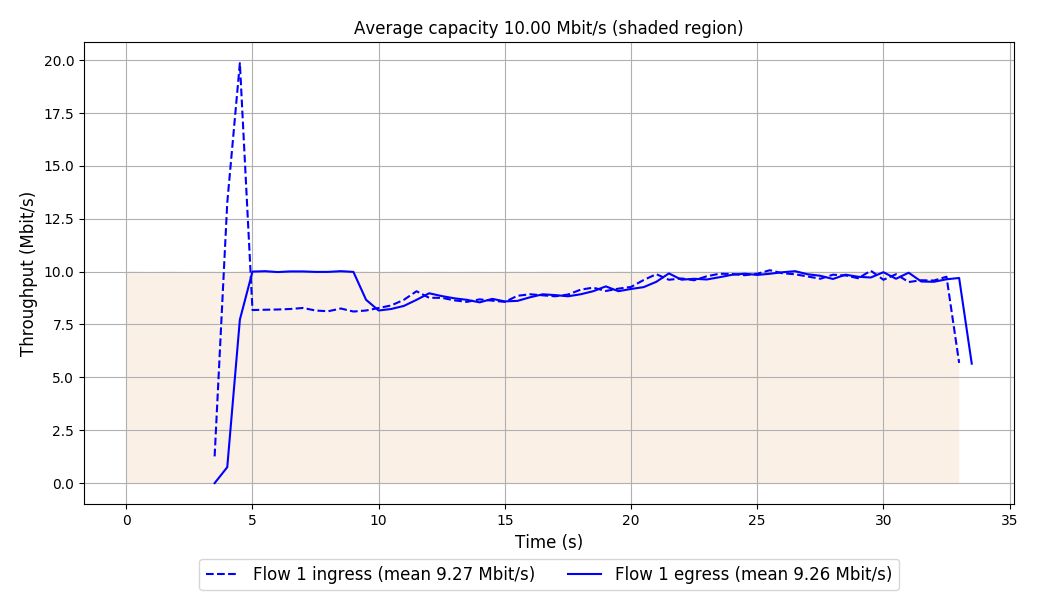 Average capacity 10.00 Mbit/s (shaded region)
20.0
17.5
15.0
12.5
10.0
7.5
5.0
2.5
0.0
Throughput (Mbit/s)
0 5 10 15 20 25 30 35
Time (s)
Flow 1 ingress (mean 9.27 Mbit/s) Flow 1 egress (mean 9.26 Mbit/s)